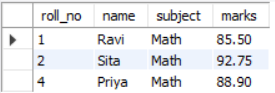 roll_no name subject marks
1 Ravi Math 85.50
2 Sita Math 92.75
4 Priya Math 88.90